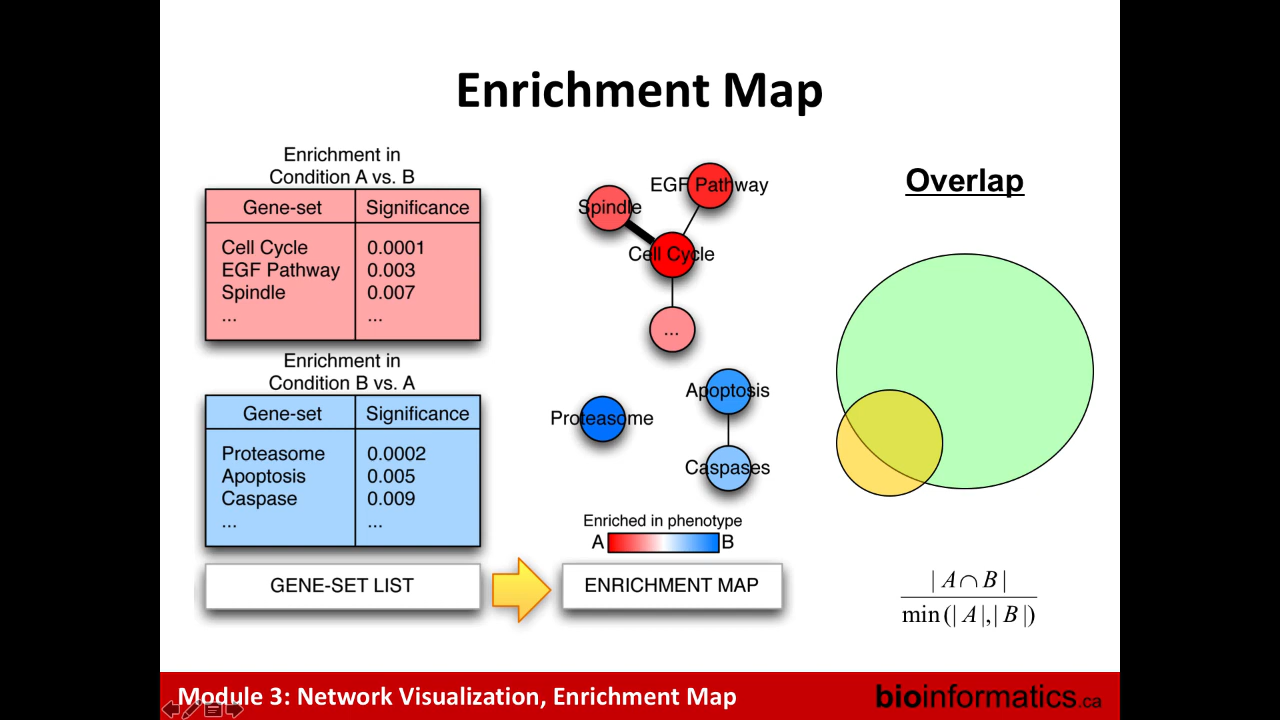 Enrichment Map
Enrichment in
Condition A vs. B
Gene-set Significance
Cell Cycle 0.0001
EGF Pathway 0.003
Spindle 0.007
... ...
Enrichment in
Condition B vs. A
Gene-set Significance
Proteasome 0.0002
Apoptosis 0.005
Caspase 0.009
... ...
GENE-SET LIST
EGF Pathway
Spindle
Cell Cycle
...
Apoptosis
Proteasome
Caspases
Enriched in phenotype
A B
ENRICHMENT MAP
Overlap
| A ∩ B |
min (| A |,| B |)
Module 3: Network Visualization, Enrichment Map
bioinformatics.ca